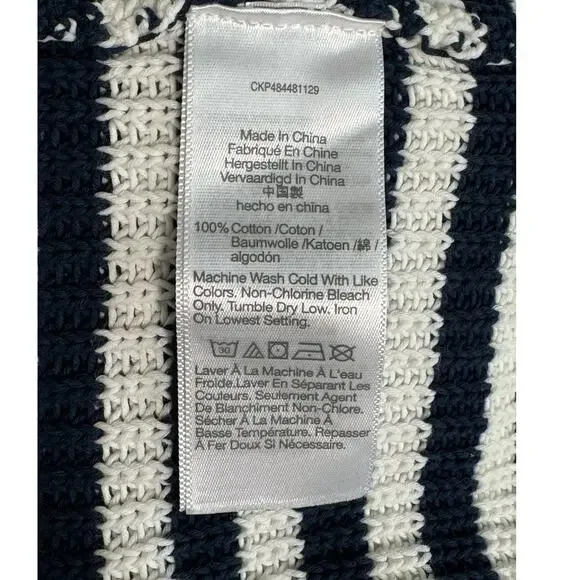 CKP484481129
Made In China
Fabriqué En Chine
Hergestellt In China
Vervaardigd In China
中国製
hecho en china
100% Cotton /Coton /
Baumwolle /Katoen /綿 /
algodón
Machine Wash Cold With Like
Colors. Non-Chlorine Bleach
Only. Tumble Dry Low. Iron
On Lowest Setting.
30
Laver À La Machine À L'eau
Froide.Laver En Séparant Les
Couleurs. Seulement Agent
De Blanchiment Non-Chlore.
Sécher À La Machine À
Basse Température. Repasser
À Fer Doux Si Nécessaire.